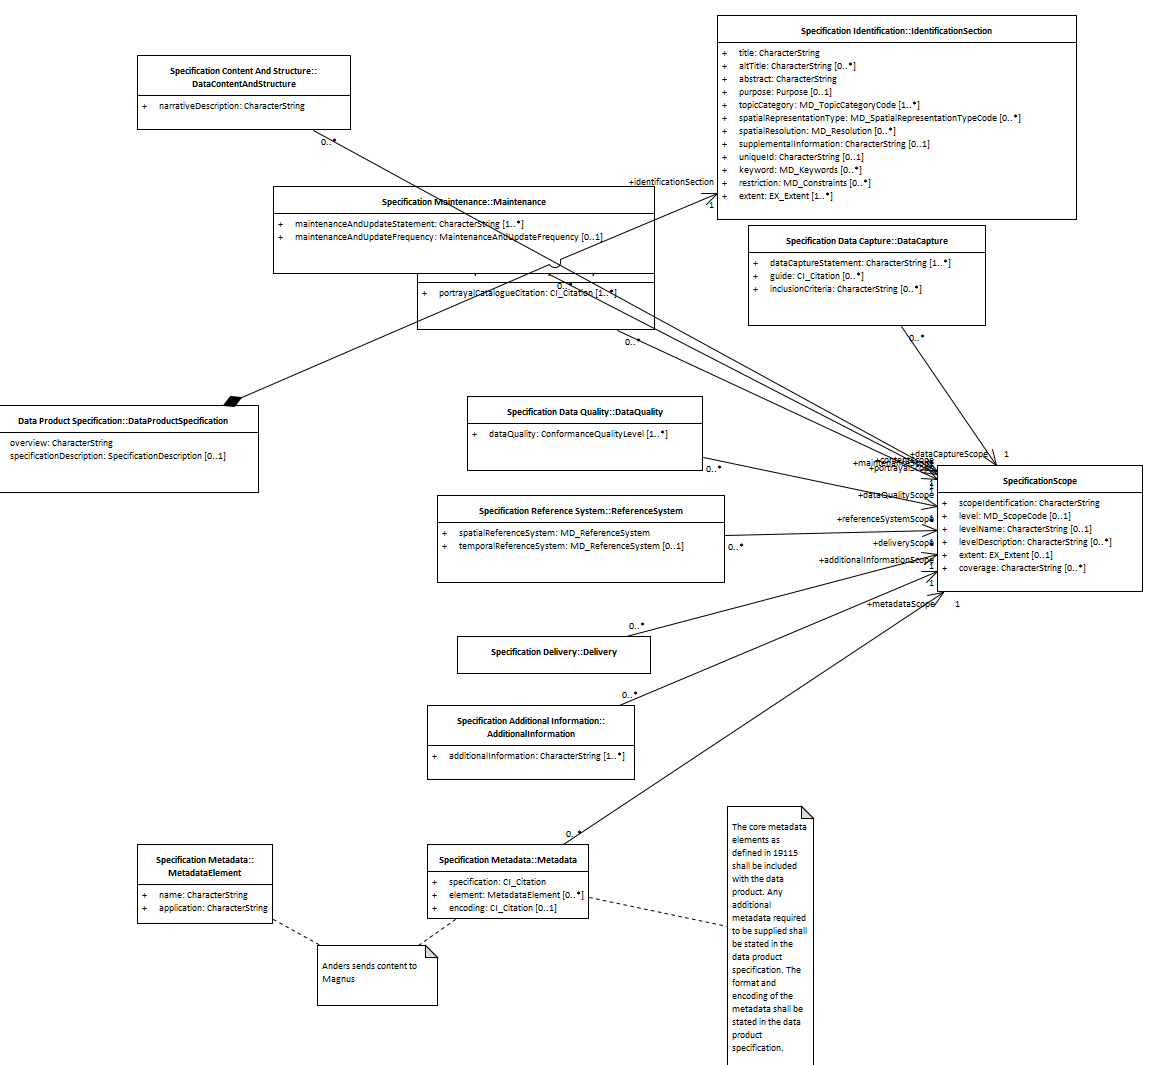 Specification Identification::IdentificationSection
+ title: CharacterString
+ altTitle: CharacterString [0..*]
+ abstract: CharacterString
+ purpose: Purpose [0..1]
+ topicCategory: MD_TopicCategoryCode [1..*]
+ spatialRepresentationType: MD_SpatialRepresentationTypeCode [0..*]
+ spatialResolution: MD_Resolution [0..*]
+ supplementalInformation: CharacterString [0..1]
+ uniqueId: CharacterString [0..1]
+ keyword: MD_Keywords [0..*]
+ restriction: MD_Constraints [0..*]
+ extent: EX_Extent [1..*]
Specification Content And Structure::
DataContentAndStructure
+ narrativeDescription: CharacterString
0..*
+identificationSection
1
Specification Maintenance::Maintenance
+ maintenanceAndUpdateStatement: CharacterString [1..*]
+ maintenanceAndUpdateFrequency: MaintenanceAndUpdateFrequency [0..1]
0..*
+ portrayalCatalogueCitation: CI_Citation [1..*]
0..*
Specification Data Capture::DataCapture
+ dataCaptureStatement: CharacterString [1..*]
+ guide: CI_Citation [0..*]
+ inclusionCriteria: CharacterString [0..*]
0..*
Data Product Specification::DataProductSpecification
overview: CharacterString
specificationDescription: SpecificationDescription [0..1]
Specification Data Quality::DataQuality
+ dataQuality: ConformanceQualityLevel [1..*]
0..*
+dataCaptureScope 1
+portrayalScope
1
+dataQualityScope
+referenceSystemScope
+deliveryScope
+additionalInformationScope
1
1
+metadataScope 1
SpecificationScope
+ scopeIdentification: CharacterString
+ level: MD_ScopeCode [0..1]
+ levelName: CharacterString [0..1]
+ levelDescription: CharacterString [0..*]
+ extent: EX_Extent [0..1]
+ coverage: CharacterString [0..*]
Specification Reference System::ReferenceSystem
+ spatialReferenceSystem: MD_ReferenceSystem
+ temporalReferenceSystem: MD_ReferenceSystem [0..1]
0..*
0..*
Specification Delivery::Delivery
0..*
Specification Additional Information::
AdditionalInformation
+ additionalInformation: CharacterString [1..*]
0..*
Specification Metadata::
MetadataElement
+ name: CharacterString
+ application: CharacterString
Specification Metadata::Metadata
+ specification: CI_Citation
+ element: MetadataElement [0..*]
+ encoding: CI_Citation [0..1]
Anders sends content to
Magnus
The core metadata
elements as
defined in 19115
shall be included
with the data
product. Any
additional
metadata required
to be supplied shall
be stated in the
data product
specification. The
format and
encoding of the
metadata shall be
stated in the data
product
specification.